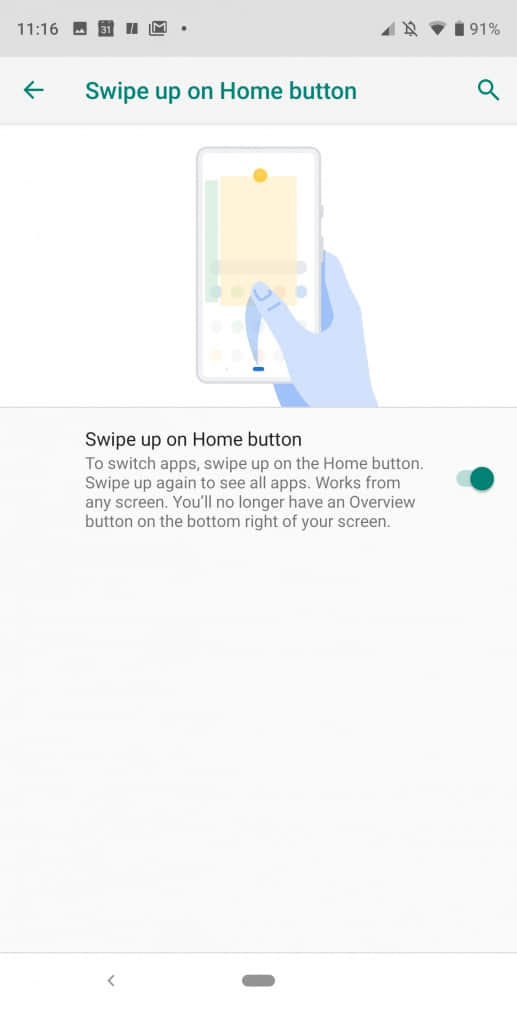 11:16 31 91%
Swipe up on Home button
Swipe up on Home button
To switch apps, swipe up on the Home button.
Swipe up again to see all apps. Works from
any screen. You'll no longer have an Overview
button on the bottom right of your screen.